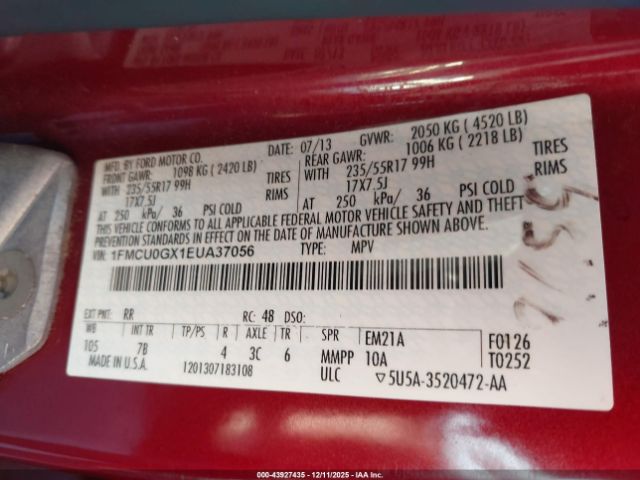 MFD. BY FORD MOTOR CO.
DATE: 07/13 GVWR: 2050 KG ( 4520 LB)
FRONT GAWR: 1098 KG ( 2420 LB) REAR GAWR: 1006 KG ( 2218 LB)
WITH 235/55R17 99H TIRES WITH 235/55R17 99H TIRES
17X7.5J RIMS 17X7.5J RIMS
AT 250 kPa/ 36 PSI COLD AT 250 kPa/ 36 PSI COLD
THIS VEHICLE CONFORMS TO ALL APPLICABLE FEDERAL MOTOR VEHICLE SAFETY AND THEFT
PREVENTION STANDARDS IN EFFECT ON THE DATE OF MANUFACTURE SHOWN ABOVE.
VIN: 1FMCU0GX1EUA37056 TYPE: MPV
EXT PNT: RR RC: 48 DSO:
WB INT TR TP/PS R AXLE TR SPR EM21A F0126
105 7B 4 3C 6 MMPP 10A T0252
MADE IN U.S.A. 1201307183108 ULC 5U5A-3520472-AA
000-43927435 - 12/11/2025 - IAA Inc.